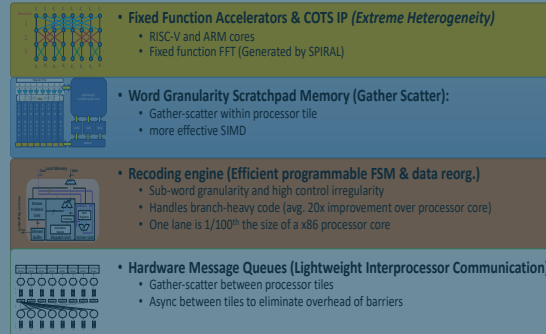 • Fixed Function Accelerators & COTS IP (Extreme Heterogeneity)
• RISC-V and ARM cores
• Fixed function FFT (Generated by SPIRAL)
• Word Granularity Scratchpad Memory (Gather Scatter):
• Gather-scatter within processor tile
• more effective SIMD
• Recoding engine (Efficient programmable FSM & data reorg.)
• Sub-word granularity and high control irregularity
• Handles branch-heavy code (avg. 20x improvement over processor core)
• One lane is 1/100th the size of a x86 processor core
• Hardware Message Queues (Lightweight Interprocessor Communication)
• Gather-scatter between processor tiles
• Async between tiles to eliminate overhead of barriers